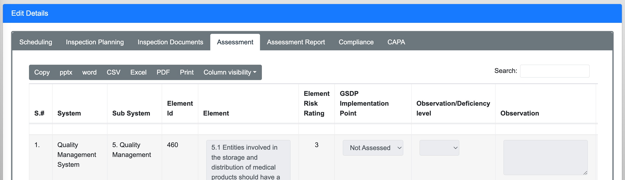 Edit Details
Scheduling Inspection Planning Inspection Documents Assessment Assessment Report Compliance CAPA
Copy pptx word CSV Excel PDF Print Column visibility
Search:
S.# System Sub System Element Id Element Element Risk Rating GSDP Implementation Point Observation/Deficiency level Observation
1. Quality Management System 5. Quality Management 460 5.1 Entities involved in the storage and distribution of medical products should have a 3 Not Assessed